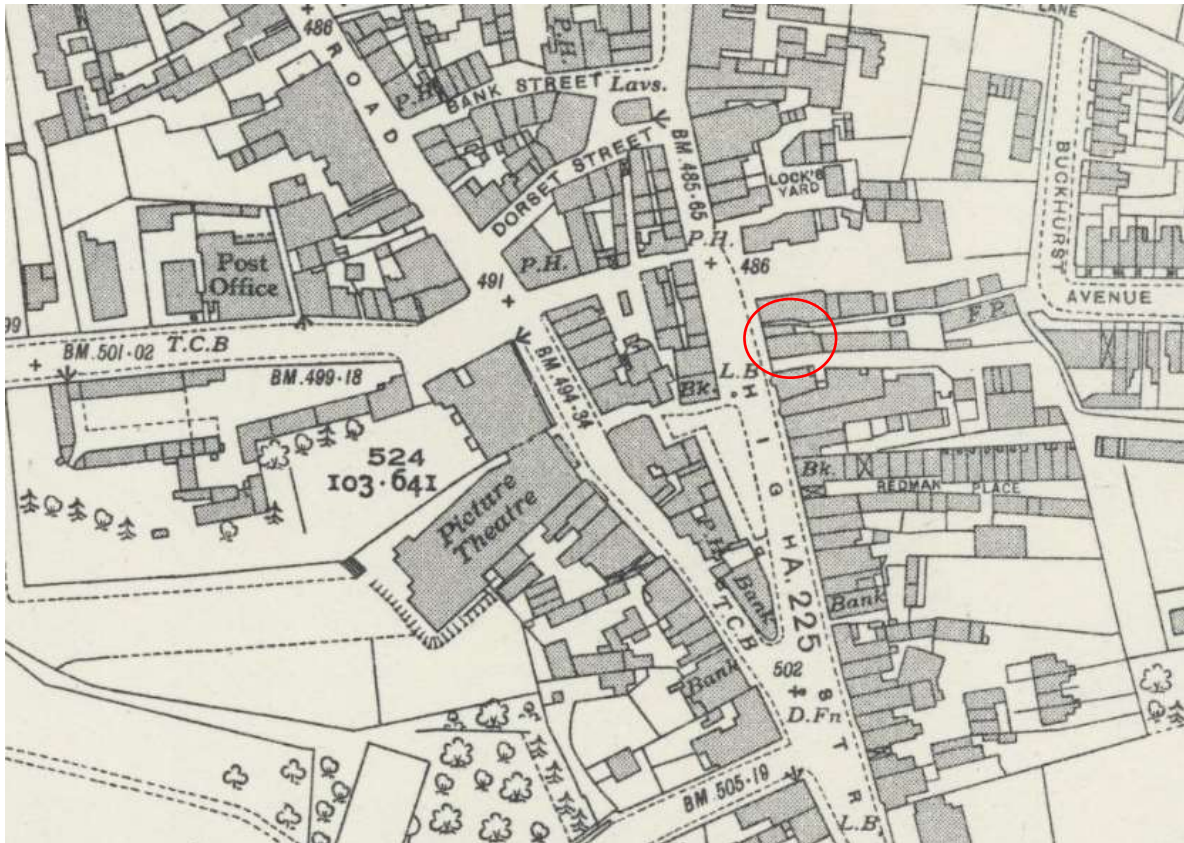 LANE
486
P.H.
ROAD
P.H.
BANK STREET
Lavs.
DORSET STREET
BM.485·65
LOCK'S
YARD
BUCKHURST
AVENUE
Post
Office
P.H.
P.H.
486
491
F.P.
99
BM.501·02
T.C.B
BM.499·18
BM 494·34
Bk.
L.B
524
103·641
Picture
Theatre
Bk.
REDMAN PLACE
P.H.
Bank
T.C.B
HIGH STREET
A.225
Bank
Bank
502
D.Fn
BM 505·19
L.B.